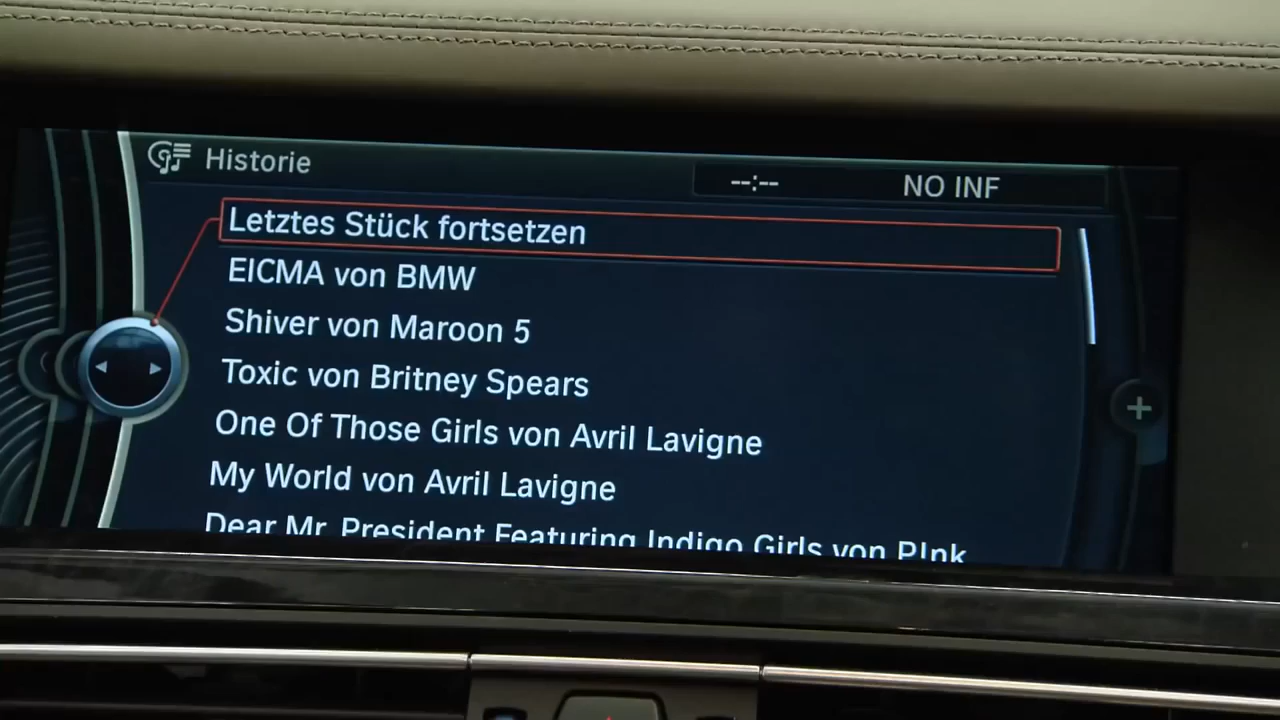 Historie
--:--
NO INF
Letztes Stück fortsetzen
EICMA von BMW
Shiver von Maroon 5
Toxic von Britney Spears
One Of Those Girls von Avril Lavigne
My World von Avril Lavigne
Dear Mr. President Featuring Indigo Girls von P!nk